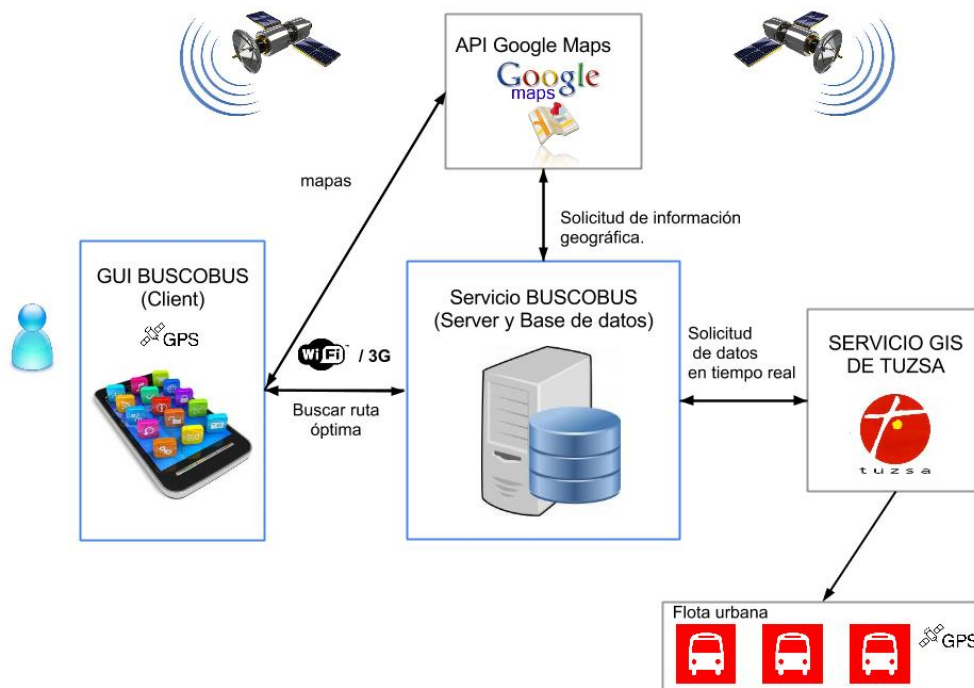 API Google Maps
Google
maps
mapas
Solicitud de información
geográfica.
GUI BUSCOBUS
(Client)
GPS
WiFi™ / 3G
Buscar ruta
óptima
Servicio BUSCOBUS
(Server y Base de datos)
Solicitud
de datos
en tiempo real
SERVICIO GIS
DE TUZSA
tuzsa
Flota urbana
GPS